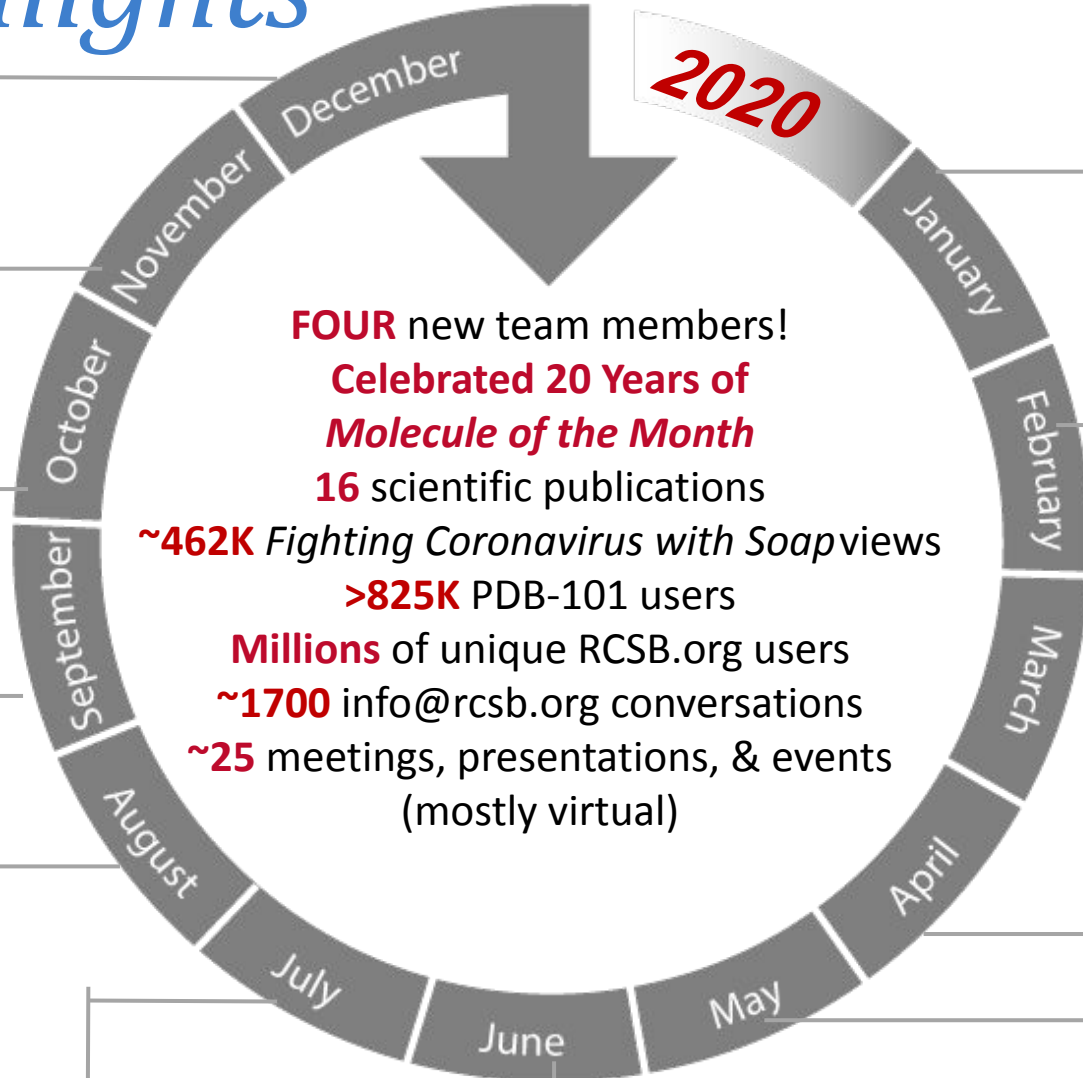 2020
January
February
March
April
May
June
July
August
September
October
November
December
FOUR new team members!
Celebrated 20 Years of
Molecule of the Month
16 scientific publications
~462K Fighting Coronavirus with Soap views
>825K PDB-101 users
Millions of unique RCSB.org users
~1700 info@rcsb.org conversations
~25 meetings, presentations, & events
(mostly virtual)